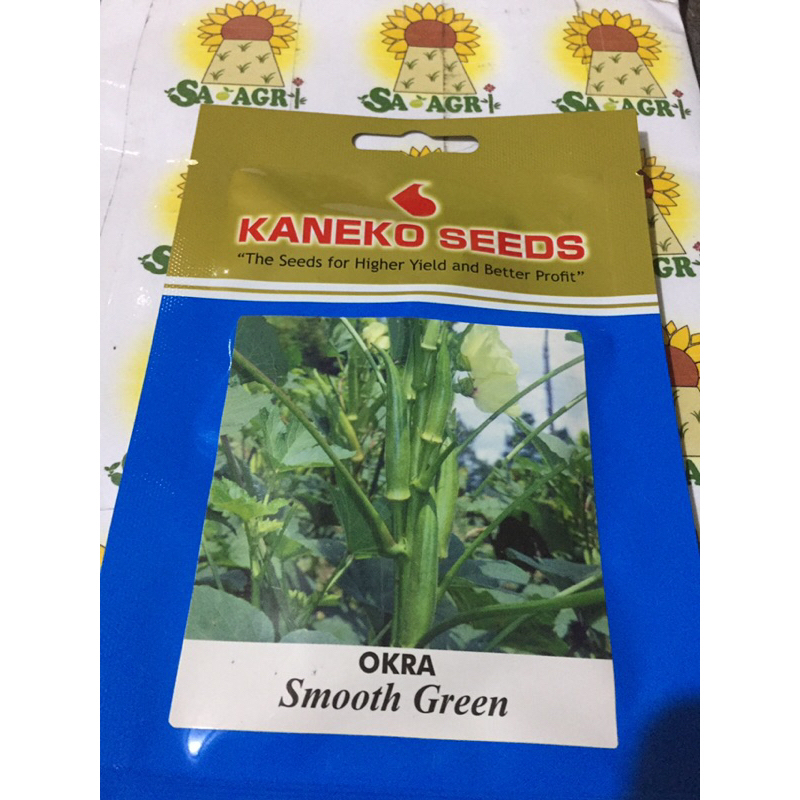 SA AGRI
SA AGRI
SA AGRI
KANEKO SEEDS
“The Seeds for Higher Yield and Better Profit”
OKRA
Smooth Green